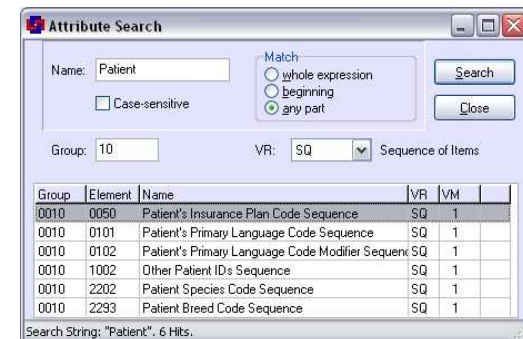 Attribute Search
Name: Patient
Case-sensitive
Match
whole expression
beginning
any part
Search
Close
Group: 10 VR: SQ Sequence of Items
Group Element Name VR VM
0010 0050 Patient's Insurance Plan Code Sequence SQ 1
0010 0101 Patient's Primary Language Code Sequence SQ 1
0010 0102 Patient's Primary Language Code Modifier Sequenc SQ 1
0010 1002 Other Patient IDs Sequence SQ 1
0010 2202 Patient Species Code Sequence SQ 1
0010 2293 Patient Breed Code Sequence SQ 1
Search String: "Patient". 6 Hits.